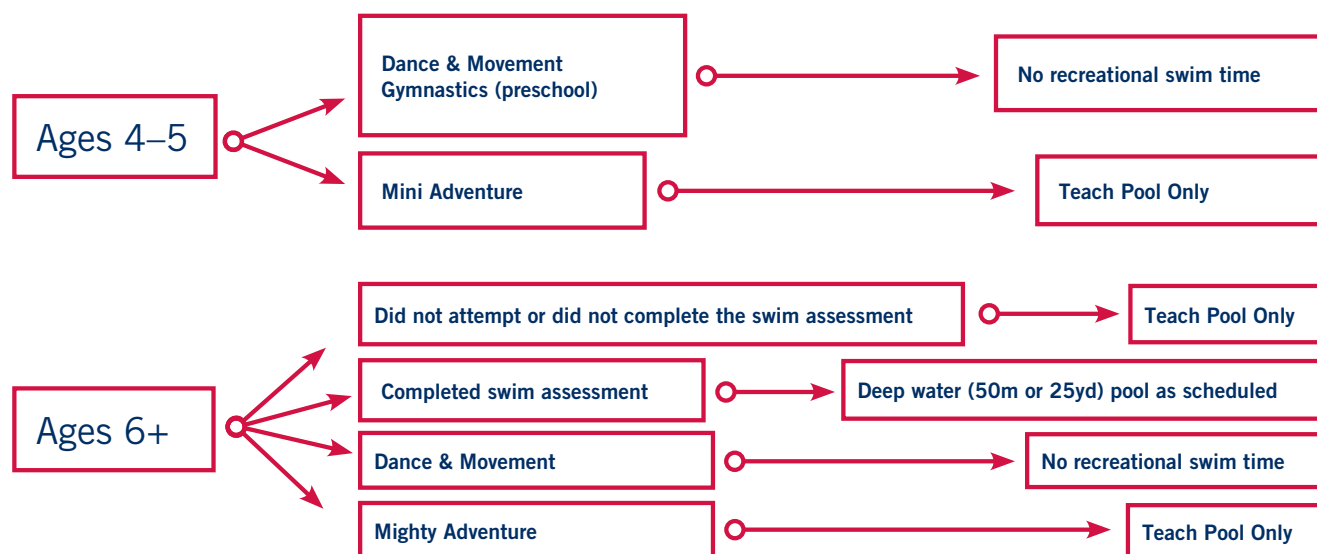 Ages 4–5
Dance & Movement
Gymnastics (preschool)
No recreational swim time
Mini Adventure
Teach Pool Only
Ages 6+
Did not attempt or did not complete the swim assessment
Teach Pool Only
Completed swim assessment
Deep water (50m or 25yd) pool as scheduled
Dance & Movement
No recreational swim time
Mighty Adventure
Teach Pool Only